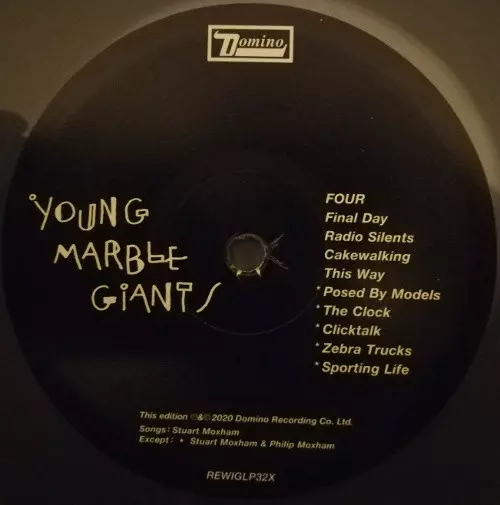 Domino
YOUNG
MARBLE
GIANTS
FOUR
Final Day
Radio Silents
Cakewalking
This Way
*Posed By Models
*The Clock
*Clicktalk
*Zebra Trucks
*Sporting Life
This edition ℗&© 2020 Domino Recording Co. Ltd.
Songs: Stuart Moxham
Except: * Stuart Moxham & Philip Moxham
REWIGLP32X